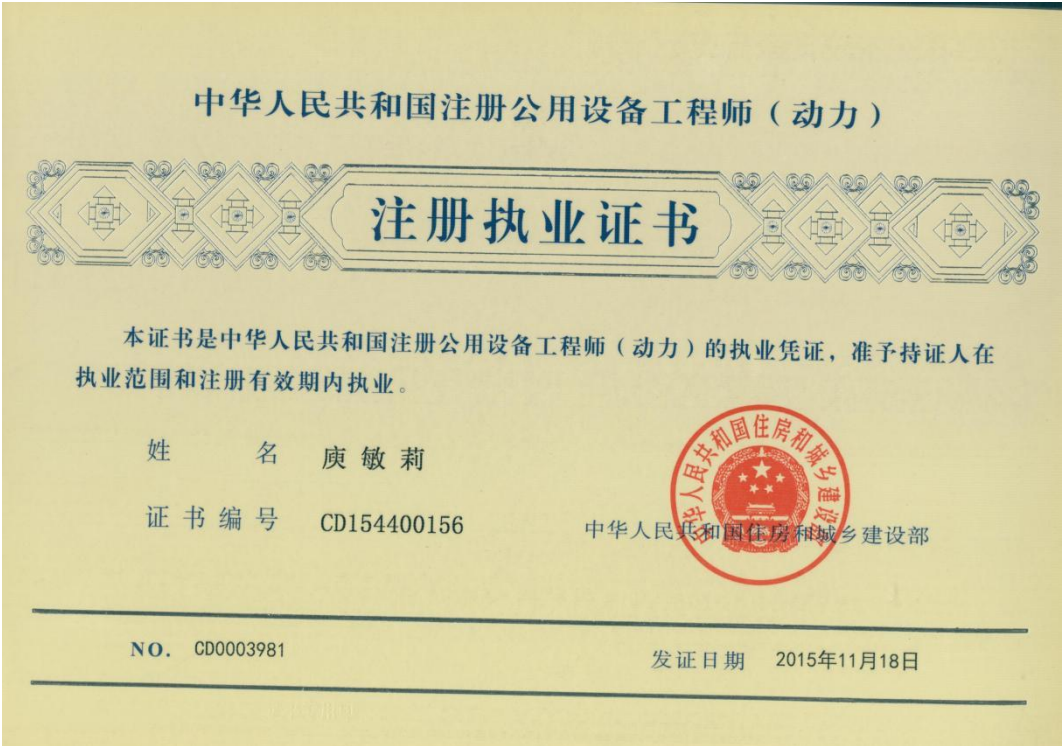 中华人民共和国注册公用设备工程师（动力）
注册执业证书
本证书是中华人民共和国注册公用设备工程师（动力）的执业凭证，准予持证人在
执业范围和注册有效期内执业。
姓 名 庾敏莉
证书编号 CD154400156
中华人民共和国住房和城乡建设部
中华人民共和国住房和城乡建设部
NO. CD0003981
发证日期 2015年11月18日